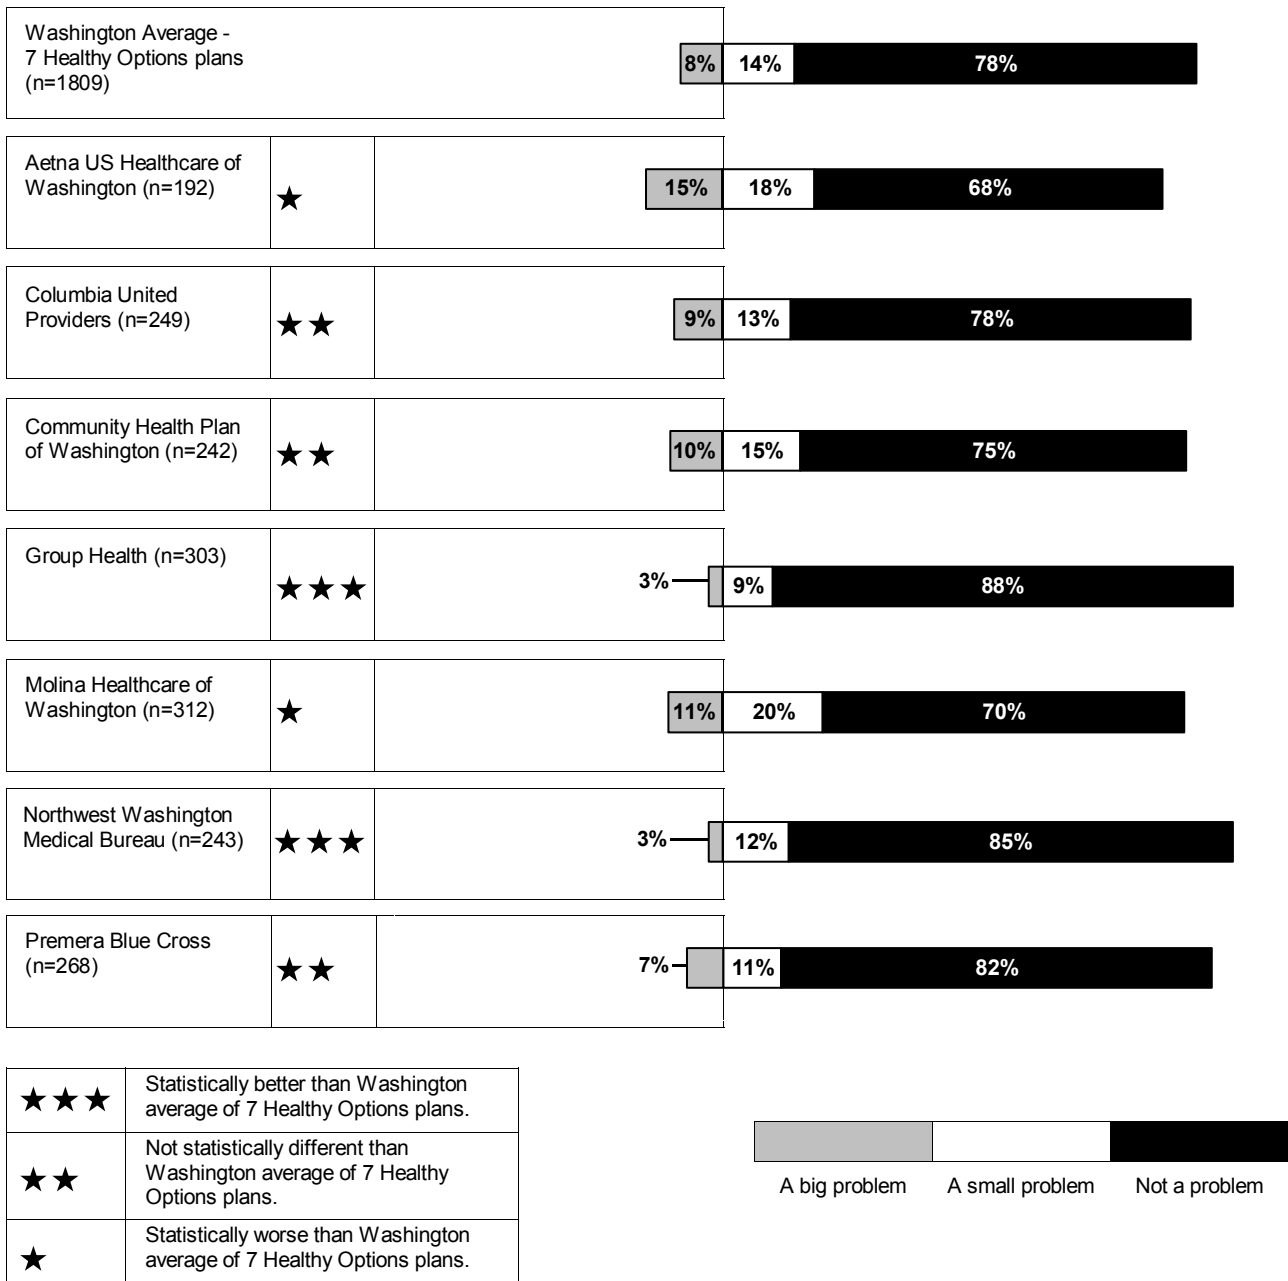 Washington Average -
7 Healthy Options plans
(n=1809)
8% 14% 78%
Aetna US Healthcare of
Washington (n=192)
★
15% 18% 68%
Columbia United
Providers (n=249)
★★
9% 13% 78%
Community Health Plan
of Washington (n=242)
★★
10% 15% 75%
Group Health (n=303)
★★★
3% 9% 88%
Molina Healthcare of
Washington (n=312)
★
11% 20% 70%
Northwest Washington
Medical Bureau (n=243)
★★★
3% 12% 85%
Premera Blue Cross
(n=268)
★★
7% 11% 82%
★★★
Statistically better than Washington
average of 7 Healthy Options plans.
★★
Not statistically different than
Washington average of 7 Healthy
Options plans.
★
Statistically worse than Washington
average of 7 Healthy Options plans.
A big problem A small problem Not a problem